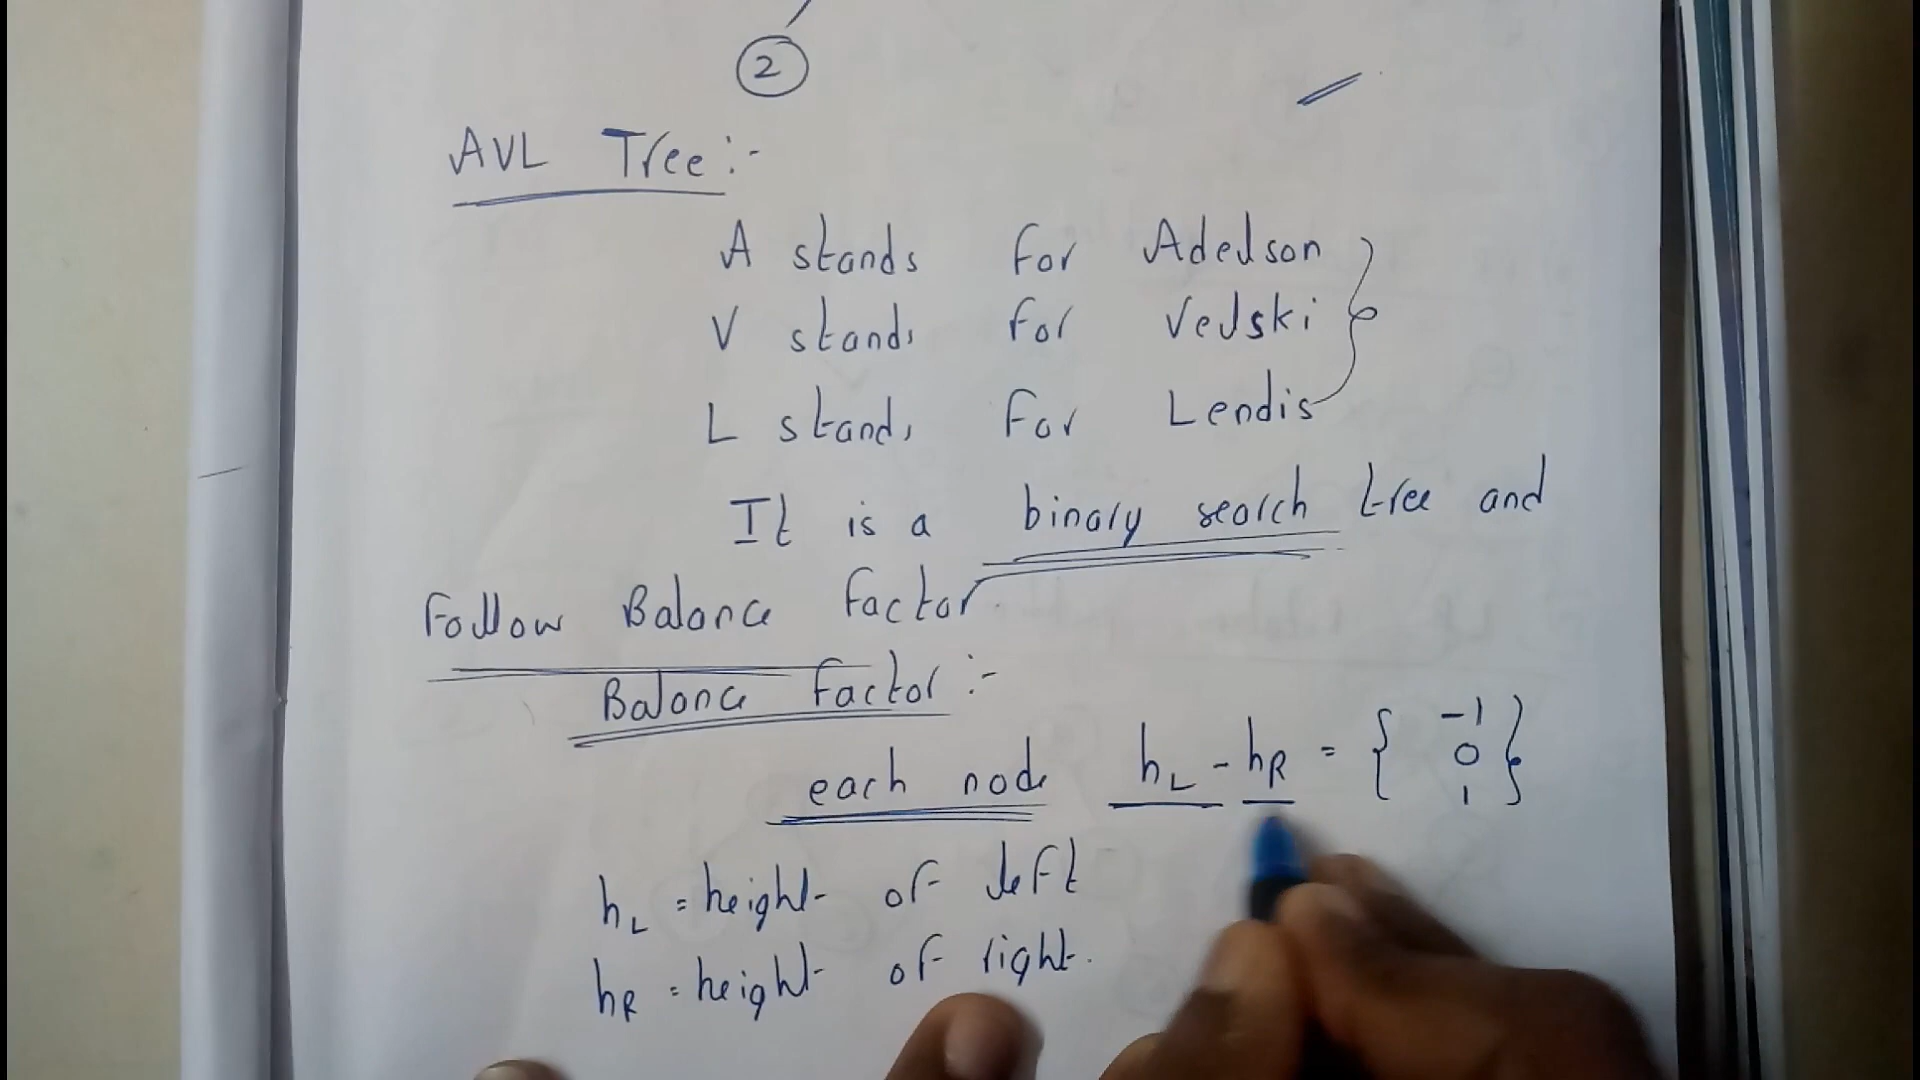 2
AVL Tree:-
A stands for Adelson
V stands for Velski
L stands for Lendis
It is a binary search tree and
Follow Balance factor.
Balance factor :-
each node hL - hR = { -1 0 1 }
hL = height of left
hR = height of right.